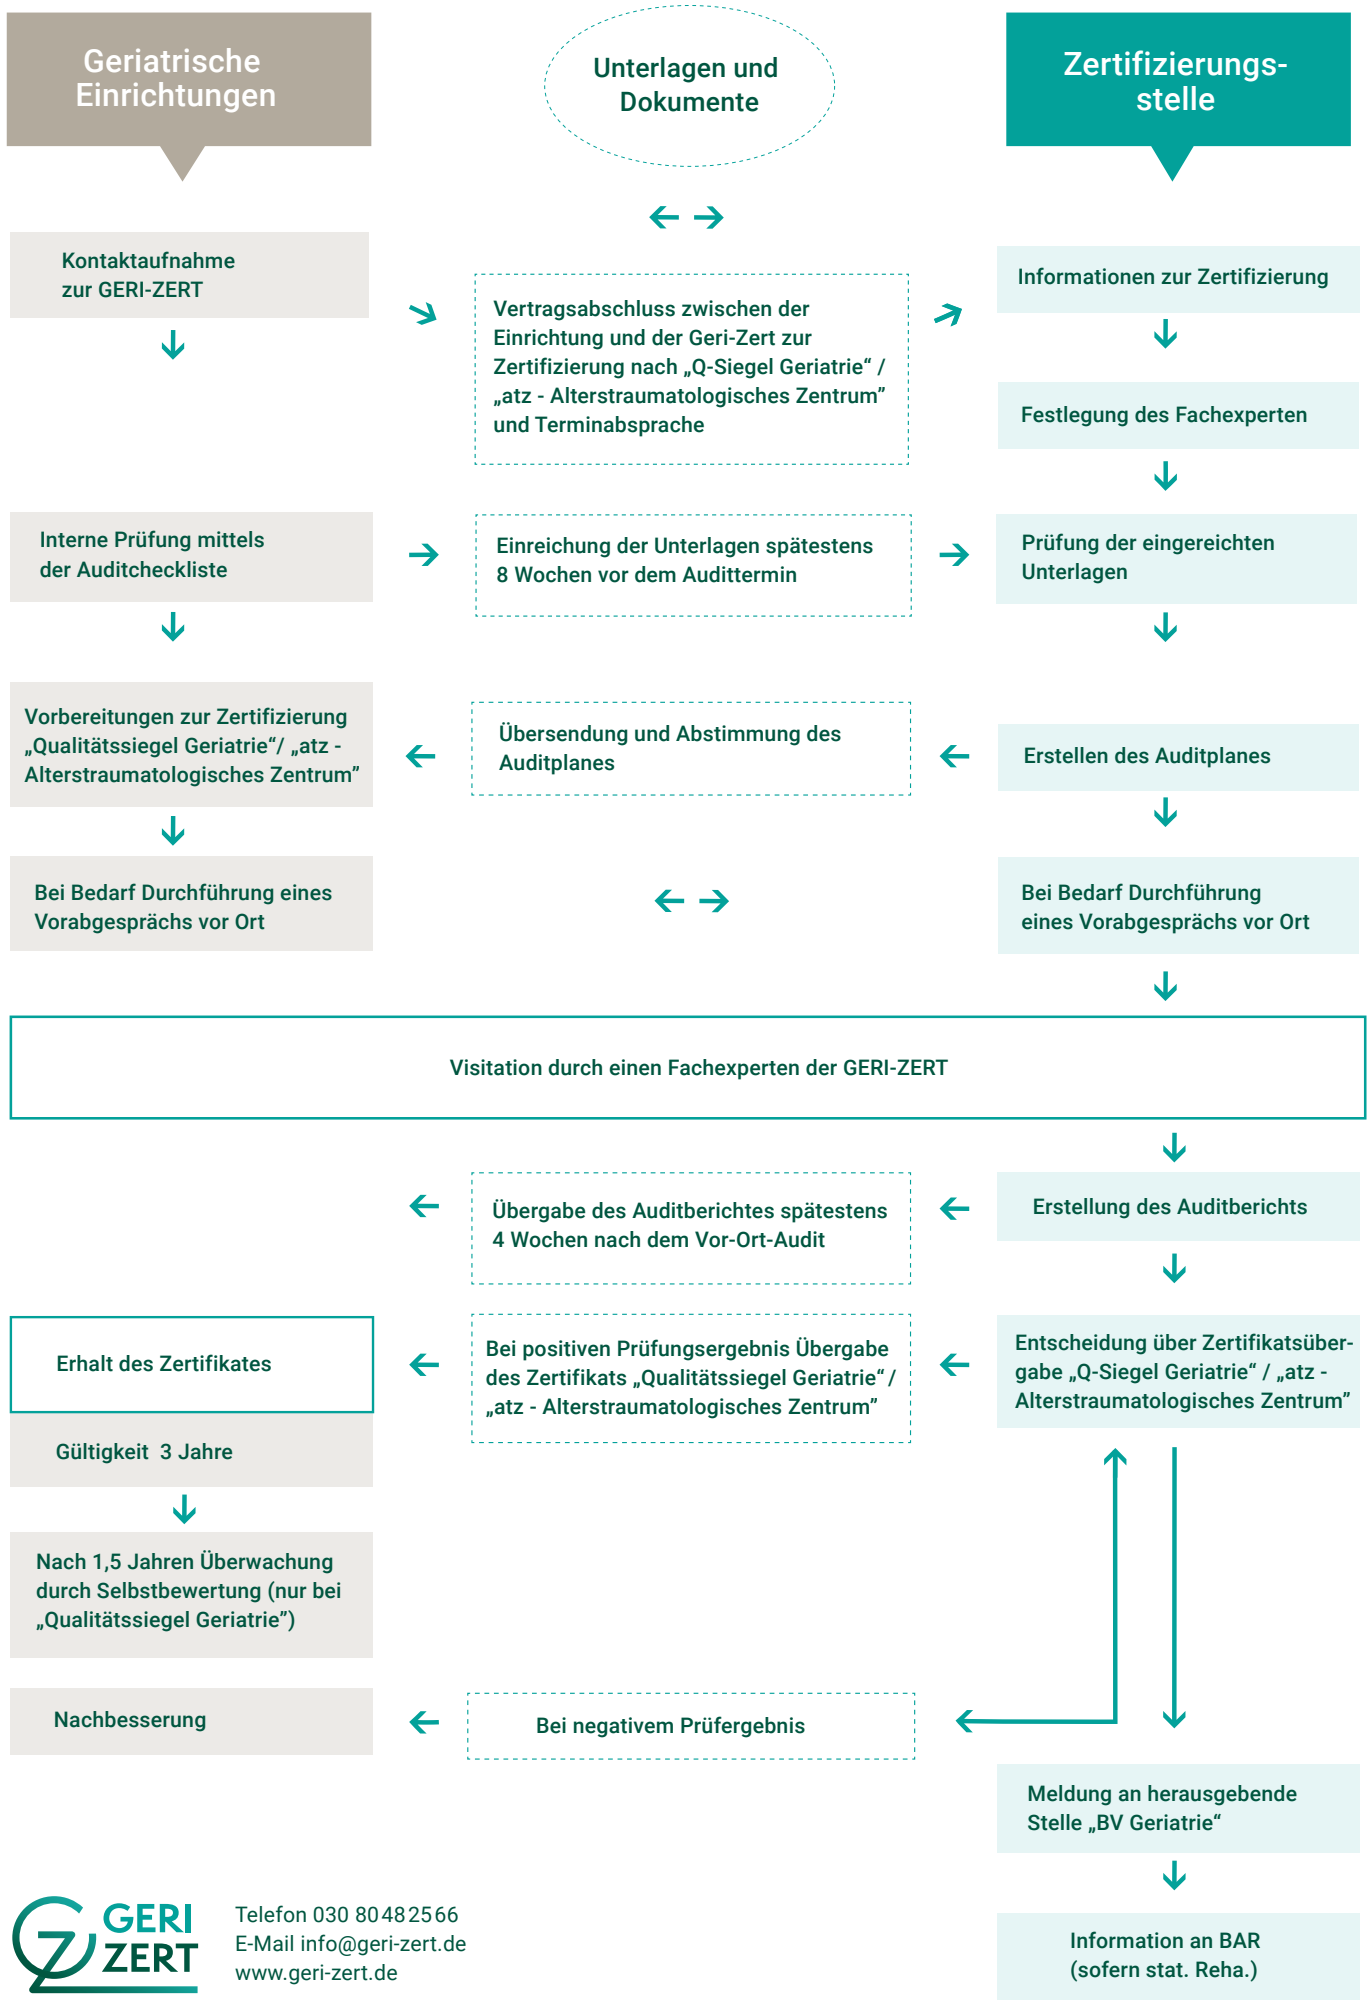 Geriatrische
Einrichtungen
Unterlagen und
Dokumente
Zertifizierungs-
stelle
Kontaktaufnahme
zur GERI-ZERT
Vertragsabschluss zwischen der
Einrichtung und der Geri-Zert zur
Zertifizierung nach „Q-Siegel Geriatrie“ /
„atz - Alterstraumatologisches Zentrum”
und Terminabsprache
Informationen zur Zertifizierung
Festlegung des Fachexperten
Interne Prüfung mittels
der Auditcheckliste
Einreichung der Unterlagen spätestens
8 Wochen vor dem Audittermin
Prüfung der eingereichten
Unterlagen
Vorbereitungen zur Zertifizierung
„Qualitätssiegel Geriatrie“/ „atz -
Alterstraumatologisches Zentrum”
Übersendung und Abstimmung des
Auditplanes
Erstellen des Auditplanes
Bei Bedarf Durchführung eines
Vorabgesprächs vor Ort
Bei Bedarf Durchführung
eines Vorabgesprächs vor Ort
Visitation durch einen Fachexperten der GERI-ZERT
Übergabe des Auditberichtes spätestens
4 Wochen nach dem Vor-Ort-Audit
Erstellung des Auditberichts
Erhalt des Zertifikates
Bei positiven Prüfungsergebnis Übergabe
des Zertifikats „Qualitätssiegel Geriatrie“ /
„atz - Alterstraumatologisches Zentrum”
Entscheidung über Zertifikatsüber-
gabe „Q-Siegel Geriatrie“ / „atz -
Alterstraumatologisches Zentrum”
Gültigkeit 3 Jahre
Nach 1,5 Jahren Überwachung
durch Selbstbewertung (nur bei
„Qualitätssiegel Geriatrie”)
Nachbesserung
Bei negativem Prüfergebnis
Meldung an herausgebende
Stelle „BV Geriatrie“
Information an BAR
(sofern stat. Reha.)
GERI
ZERT
Telefon 030 80 48 25 66
E-Mail info@geri-zert.de
www.geri-zert.de